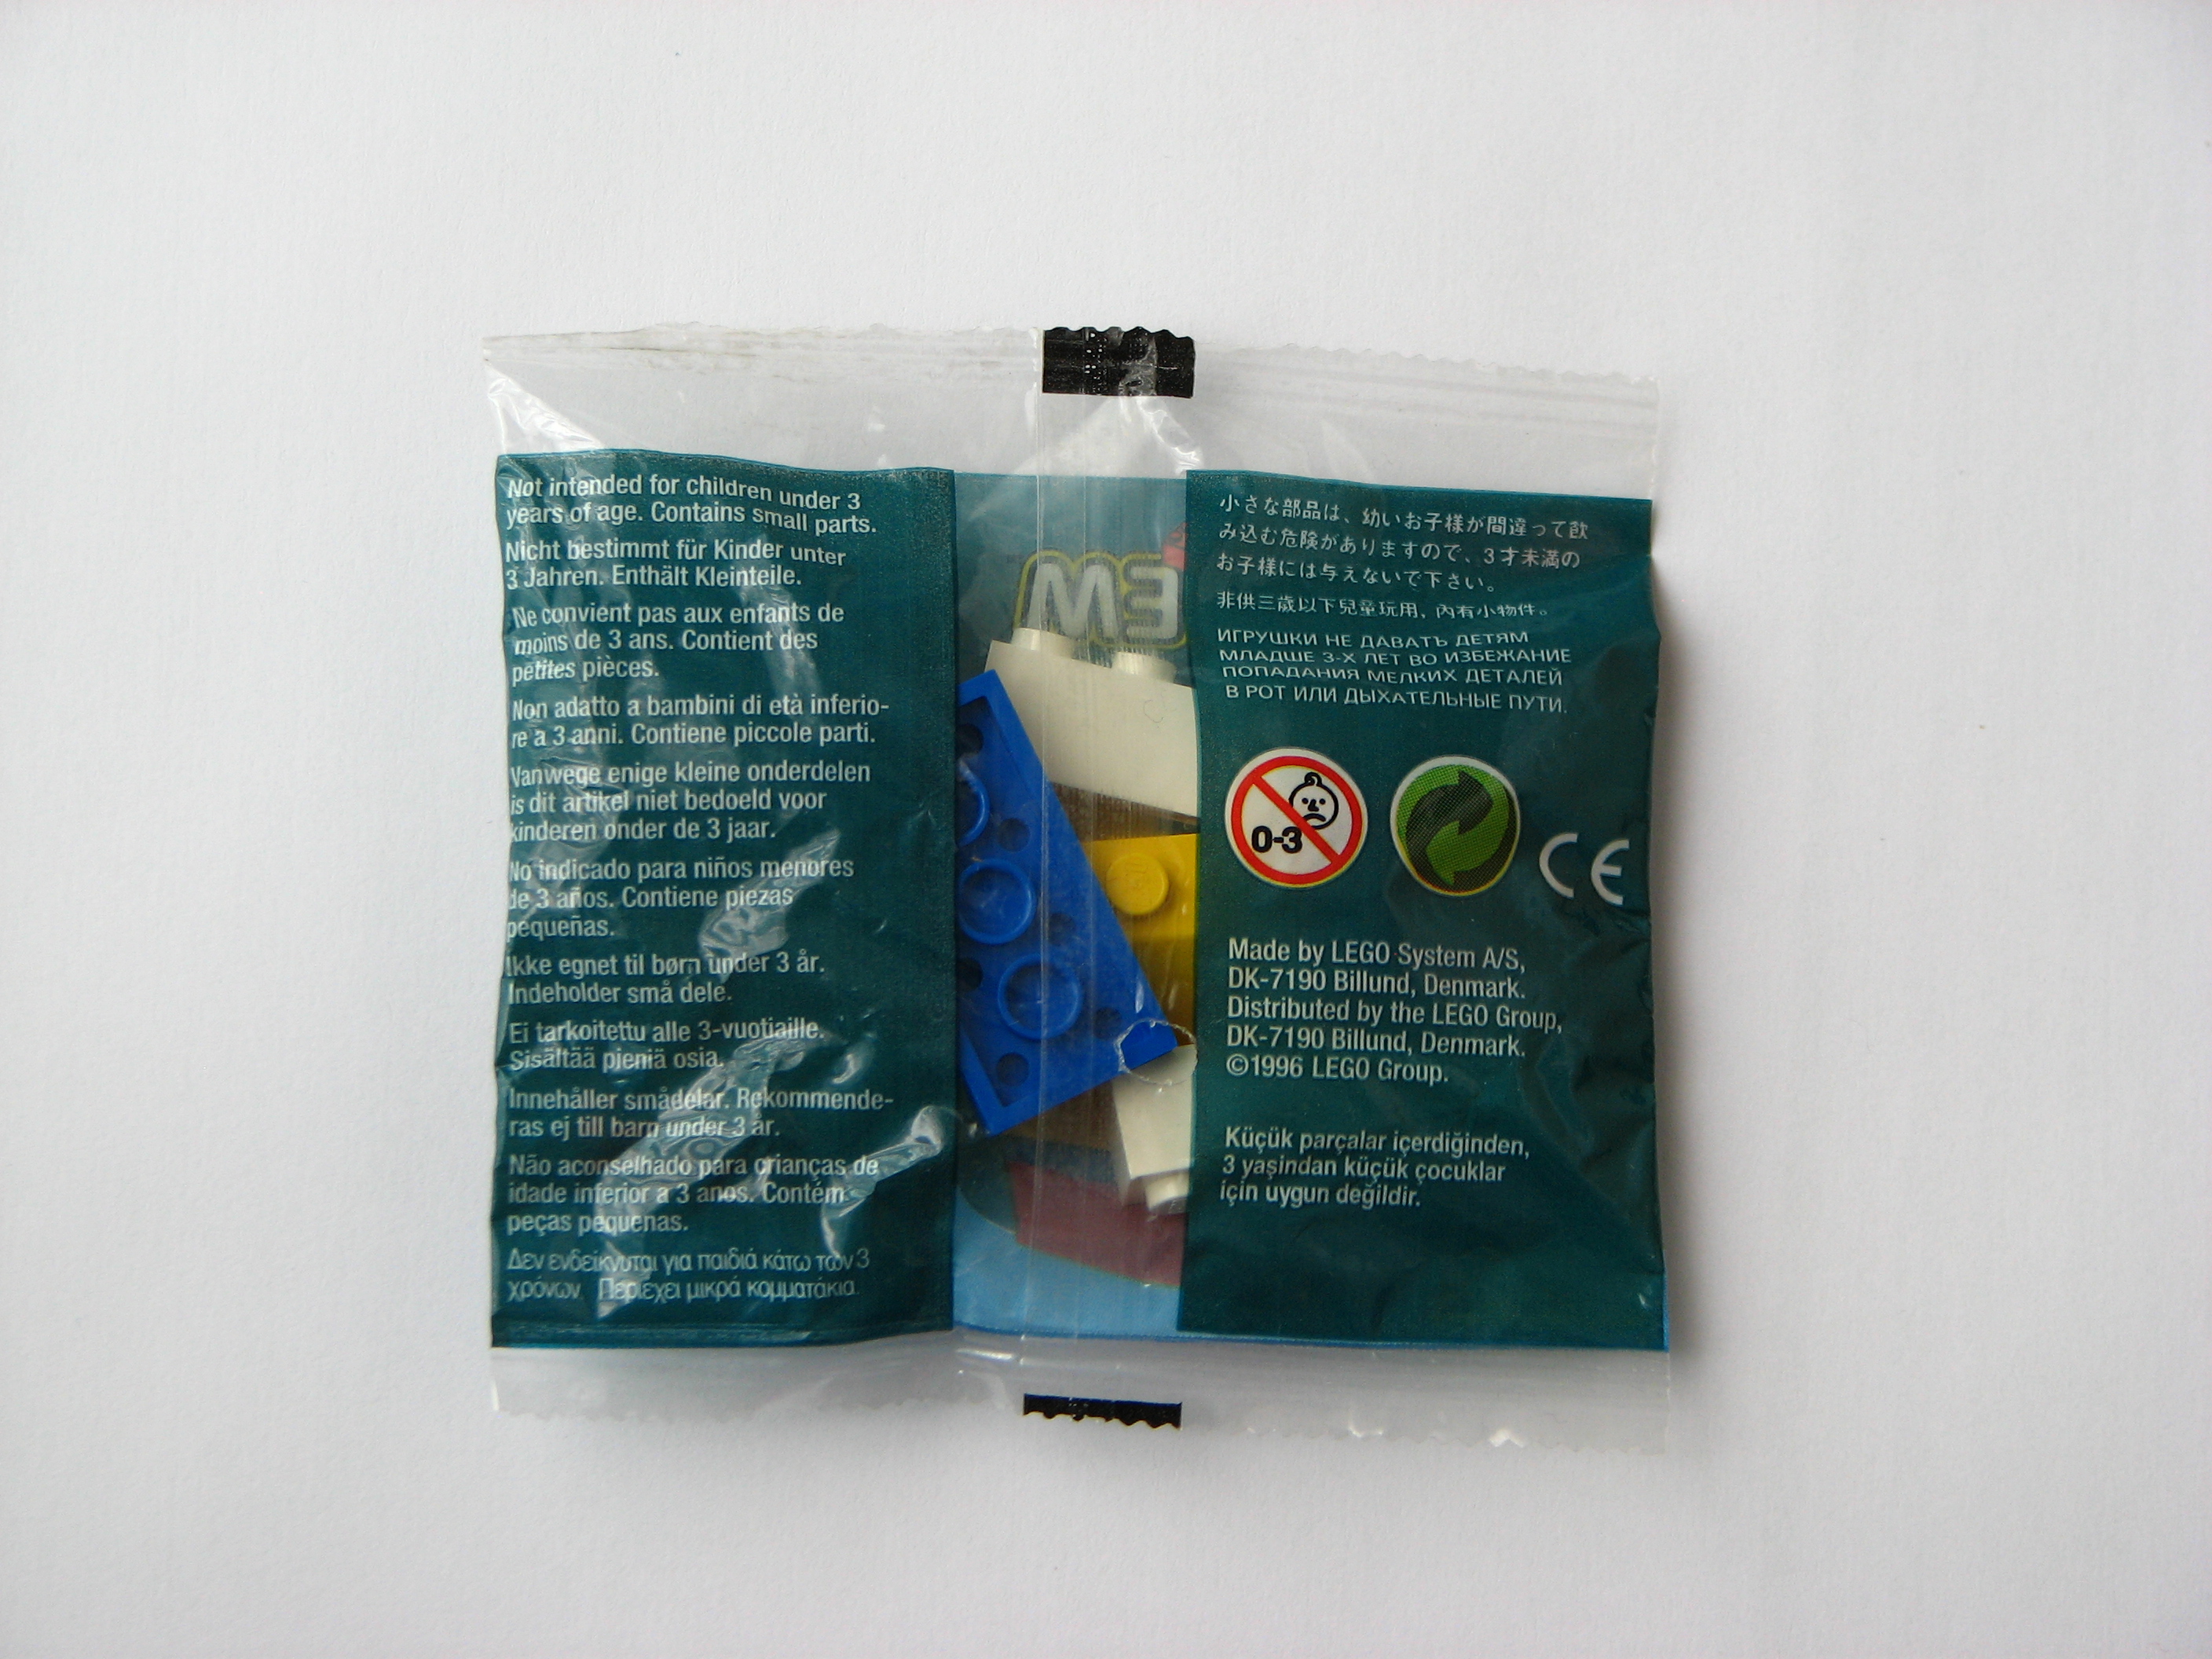 Not intended for children under 3
years of age. Contains small parts.
Nicht bestimmt für Kinder unter
3 Jahren. Enthält Kleinteile.
Ne convient pas aux enfants de
moins de 3 ans. Contient des
petites pièces.
Non adatto a bambini di età inferio-
re a 3 anni. Contiene piccole parti.
Vanwege enige kleine onderdelen
is dit artikel niet bedoeld voor
kinderen onder de 3 jaar.
No indicado para niños menores
de 3 años. Contiene piezas
pequeñas.
Ikke egnet til børn under 3 år.
Indeholder små dele.
Ei tarkoitettu alle 3-vuotiaille.
Sisältää pieniä osia.
Innehåller smådelar. Rekommende-
ras ej till barn under 3 år.
Não aconselhado para crianças de
idade inferior a 3 anos. Contém
peças pequenas.
Δεν ενδείκνυται για παιδιά κάτω των 3
χρόνων. Περιέχει μικρά κομματάκια.
小さな部品は、幼いお子様が間違って飲
み込む危険がありますので、3才未満の
お子様には与えないで下さい。
非供三歲以下兒童玩用, 內有小物件。
ИГРУШКИ НЕ ДАВАТЬ ДЕТЯМ
МЛАДШЕ 3-Х ЛЕТ ВО ИЗБЕЖАНИЕ
ПОПАДАНИЯ МЕЛКИХ ДЕТАЛЕЙ
В РОТ ИЛИ ДЫХАТЕЛЬНЫЕ ПУТИ.
0-3
CE
Made by LEGO System A/S,
DK-7190 Billund, Denmark.
Distributed by the LEGO Group,
DK-7190 Billund, Denmark.
©1996 LEGO Group.
Küçük parçalar içerdiğinden,
3 yaşindan küçük çocuklar
için uygun değildir.